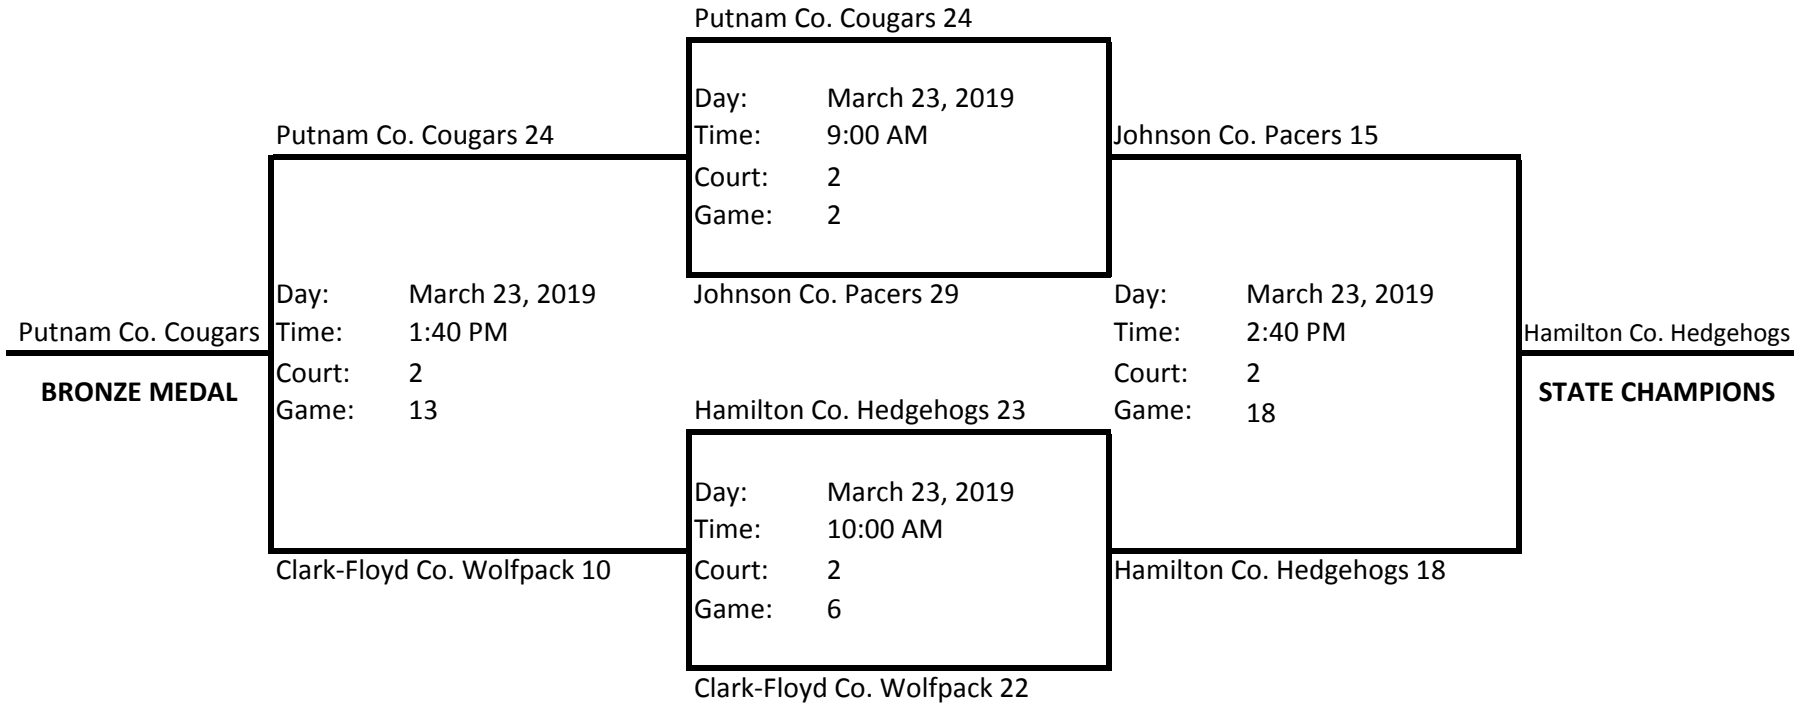 Putnam Co. Cougars 24
Day: March 23, 2019
Time: 9:00 AM
Court: 2
Game: 2
Johnson Co. Pacers 29
Putnam Co. Cougars 24
Day: March 23, 2019
Time: 1:40 PM
Court: 2
Game: 13
Clark-Floyd Co. Wolfpack 10
Putnam Co. Cougars
BRONZE MEDAL
Hamilton Co. Hedgehogs 23
Day: March 23, 2019
Time: 10:00 AM
Court: 2
Game: 6
Clark-Floyd Co. Wolfpack 22
Johnson Co. Pacers 15
Day: March 23, 2019
Time: 2:40 PM
Court: 2
Game: 18
Hamilton Co. Hedgehogs 18
Hamilton Co. Hedgehogs
STATE CHAMPIONS